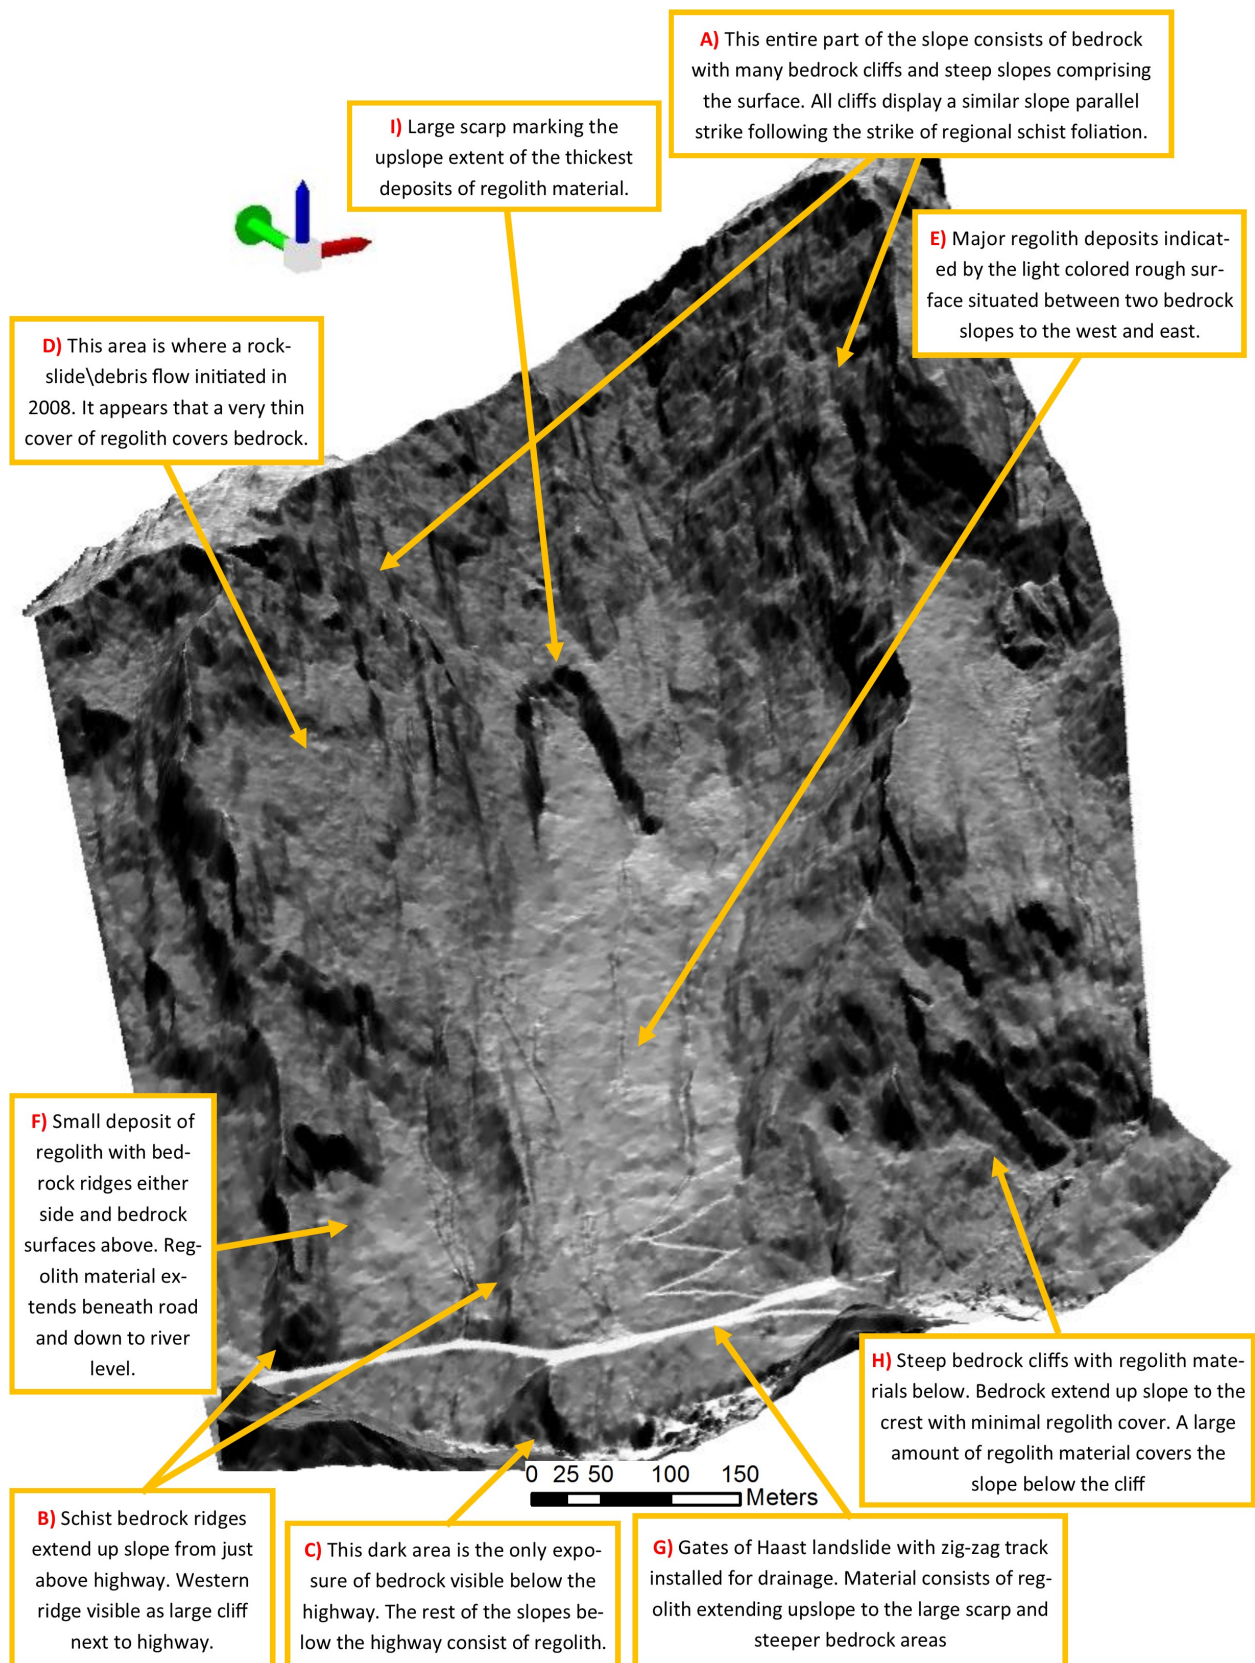 A) This entire part of the slope consists of bedrock
with many bedrock cliffs and steep slopes comprising
the surface. All cliffs display a similar slope parallel
strike following the strike of regional schist foliation.
I) Large scarp marking the
upslope extent of the thickest
deposits of regolith material.
E) Major regolith deposits indicat-
ed by the light colored rough sur-
face situated between two bedrock
slopes to the west and east.
D) This area is where a rock-
slide\debris flow initiated in
2008. It appears that a very thin
cover of regolith covers bedrock.
F) Small deposit of
regolith with bed-
rock ridges either
side and bedrock
surfaces above. Reg-
olith material ex-
tends beneath road
and down to river
level.
H) Steep bedrock cliffs with regolith mate-
rials below. Bedrock extend up slope to the
crest with minimal regolith cover. A large
amount of regolith material covers the
slope below the cliff
0 25 50 100 150
Meters
B) Schist bedrock ridges
extend up slope from just
above highway. Western
ridge visible as large cliff
next to highway.
C) This dark area is the only expo-
sure of bedrock visible below the
highway. The rest of the slopes be-
low the highway consist of regolith.
G) Gates of Haast landslide with zig-zag track
installed for drainage. Material consists of reg-
olith extending upslope to the large scarp and
steeper bedrock areas